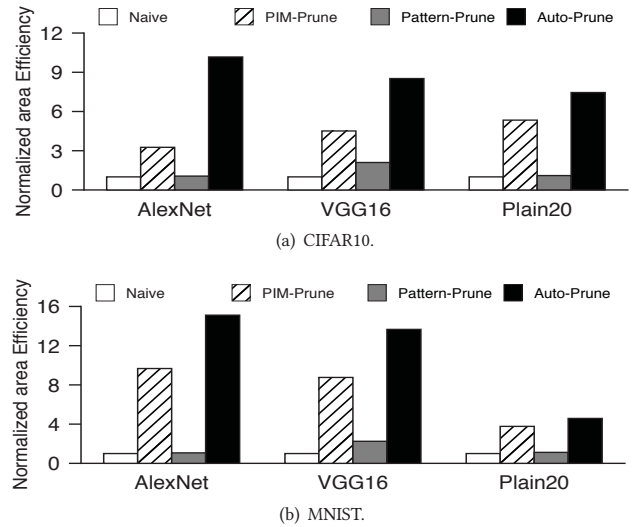 Naive PIM-Prune Pattern-Prune Auto-Prune
Normalized area Efficiency
12
9
6
3
0
AlexNet VGG16 Plain20
(a) CIFAR10.
Naive PIM-Prune Pattern-Prune Auto-Prune
Normalized area Efficiency
16
12
8
4
0
AlexNet VGG16 Plain20
(b) MNIST.